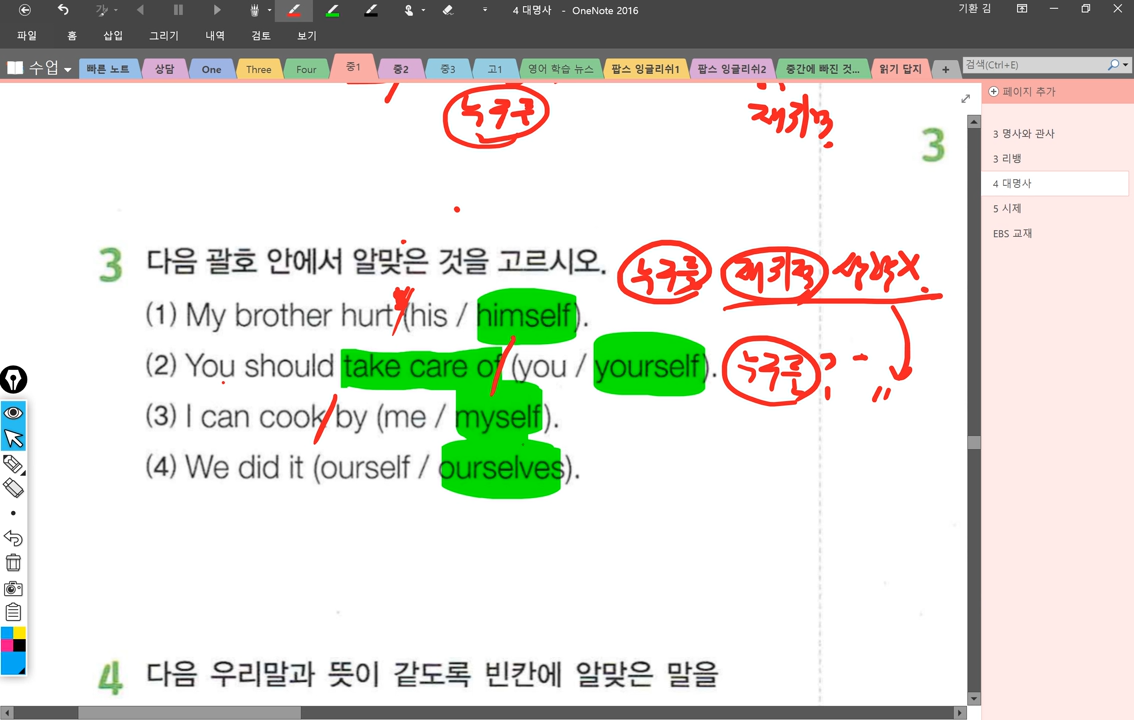 4 대명사 - OneNote 2016
기환 김
파일 홈 삽입 그리기 내역 검토 보기
수업 빠른 노트 상담 One Three Four 중1 중2 중3 고1 영어 학습 뉴스 팝스 잉글리쉬1 팝스 잉글리쉬2 중간에 빠진 것... 읽기 답지 + 검색(Ctrl+E)
페이지 추가
3 명사와 관사
3 리뱅
4 대명사
5 시제
EBS 교재
누구를
3
3 다음 괄호 안에서 알맞은 것을 고르시오. 누구를 생략X
(1) My brother hurt (his / himself).
(2) You should take care of (you / yourself). 누구를?
(3) I can cook by (me / myself).
(4) We did it (ourself / ourselves).
4 다음 우리말과 뜻이 같도록 빈칸에 알맞은 말을